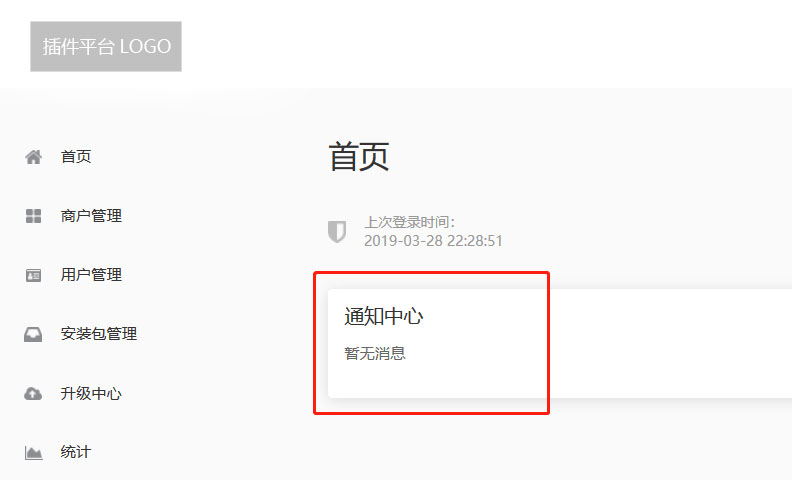 插件平台 LOGO
首页
商户管理
用户管理
安装包管理
升级中心
统计
首页
上次登录时间：
2019-03-28 22:28:51
通知中心
暂无消息